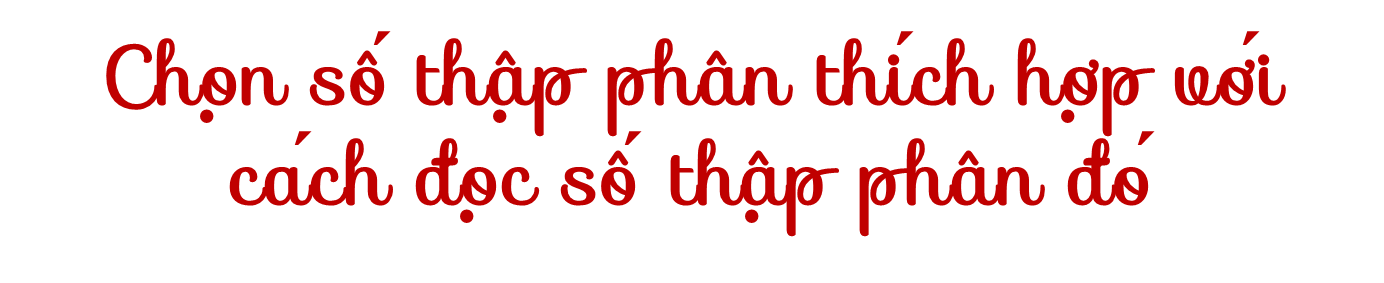 Chọn số thập phân thích hợp với
cách đọc số thập phân đó